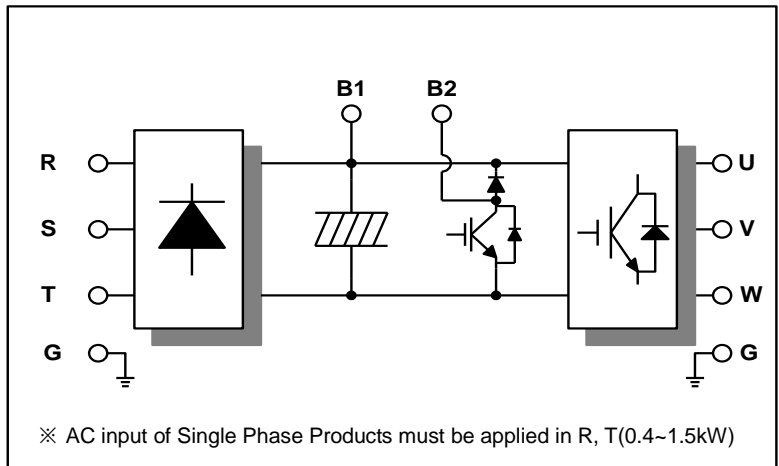 B1 B2
R U
S V
T W
G G
※ AC input of Single Phase Products must be applied in R, T(0.4~1.5kW)